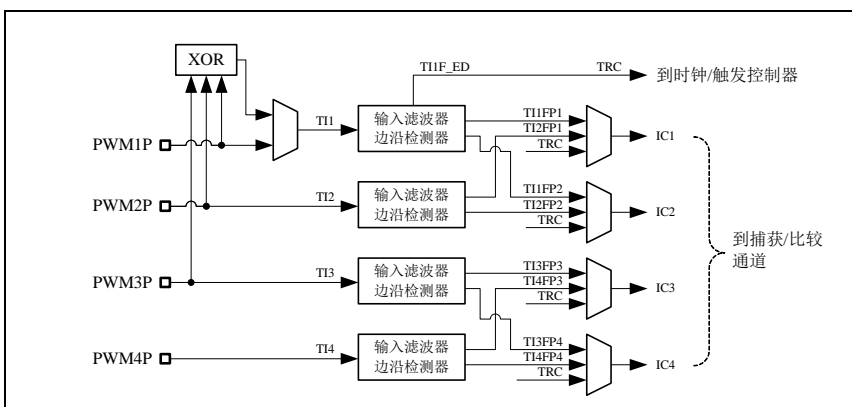 XOR
TI1F_ED
TRC
到时钟/触发控制器
PWM1P
TI1
输入滤波器
边沿检测器
TI1FP1
TI2FP1
TRC
IC1
PWM2P
TI2
输入滤波器
边沿检测器
TI1FP2
TI2FP2
TRC
IC2
到捕获/比较
通道
PWM3P
TI3
输入滤波器
边沿检测器
TI3FP3
TI4FP3
TRC
IC3
PWM4P
TI4
输入滤波器
边沿检测器
TI3FP4
TI4FP4
TRC
IC4